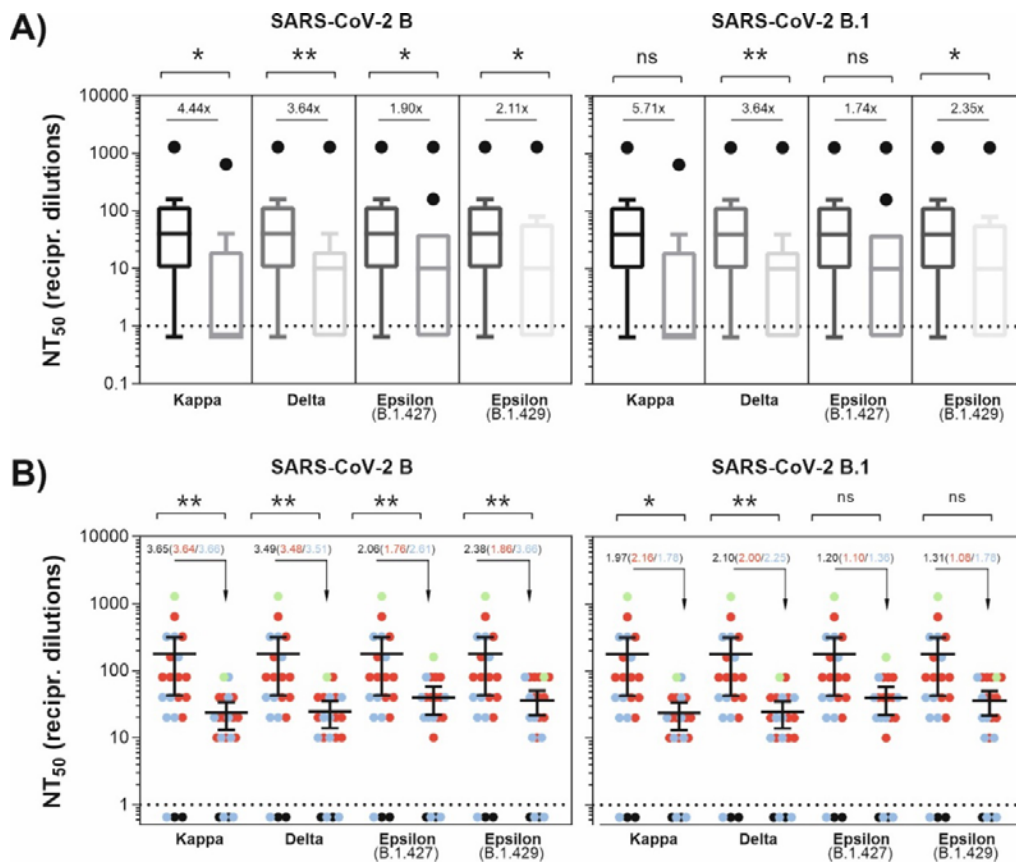 A)
SARS-CoV-2 B
SARS-CoV-2 B.1
* ** * * ns ** ns *
NT50 (recipr. dilutions)
10000
1000
100
10
1
0.1
4.44x 3.64x 1.90x 2.11x 5.71x 3.64x 1.74x 2.35x
Kappa Delta Epsilon Epsilon Kappa Delta Epsilon Epsilon
(B.1.427) (B.1.429) (B.1.427) (B.1.429)
B)
SARS-CoV-2 B
SARS-CoV-2 B.1
** ** ** ** * ** ns ns
NT50 (recipr. dilutions)
10000
1000
100
10
1
3.65(3.64/3.66) 3.49(3.48/3.51) 2.06(1.76/2.61) 2.38(1.86/3.66) 1.97(2.16/1.78) 2.10(2.00/2.25) 1.20(1.10/1.36) 1.31(1.08/1.78)
Kappa Delta Epsilon Epsilon Kappa Delta Epsilon Epsilon
(B.1.427) (B.1.429) (B.1.427) (B.1.429)